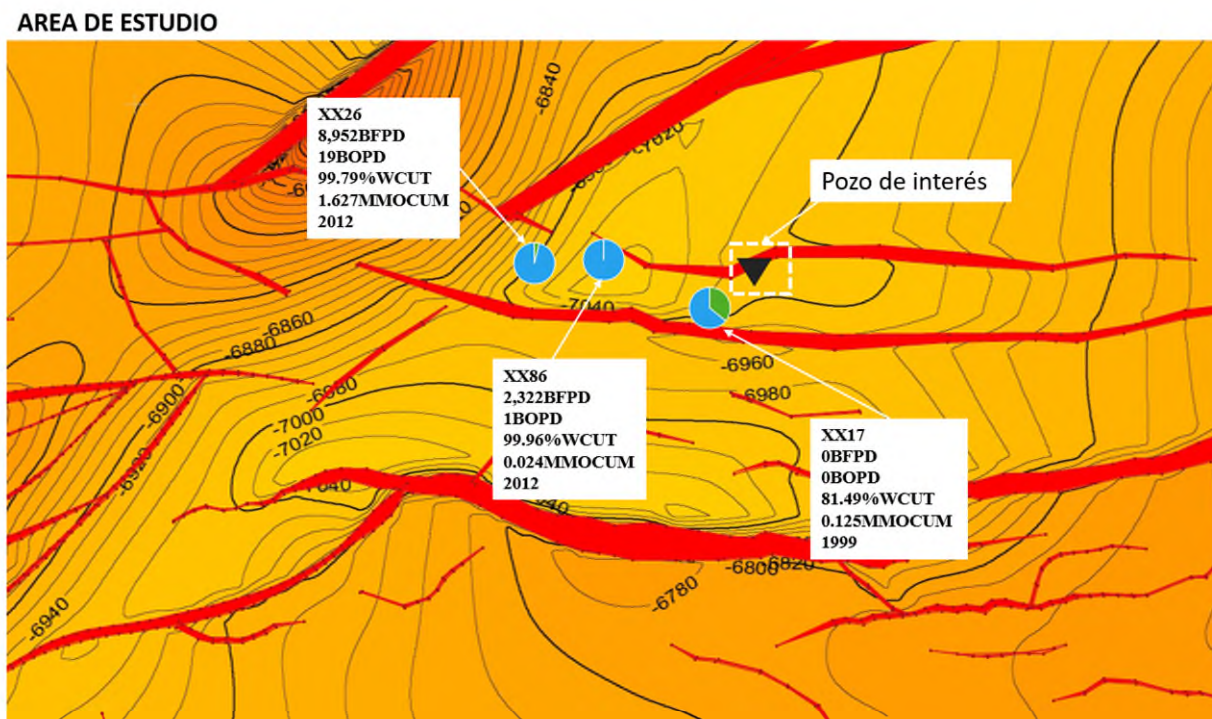 AREA DE ESTUDIO
-6840
XX26
8,952BFPD
19BOPD
99.79%WCUT
1.627MMOCUM
2012
Pozo de interés
-7040
-6860
-6880
-6900
-6920
-6940
-6980
-7000
-7020
-6960
-6980
XX86
2,322BFPD
1BOPD
99.96%WCUT
0.024MMOCUM
2012
XX17
0BFPD
0BOPD
81.49%WCUT
0.125MMOCUM
1999
-6800
-6820
-6780